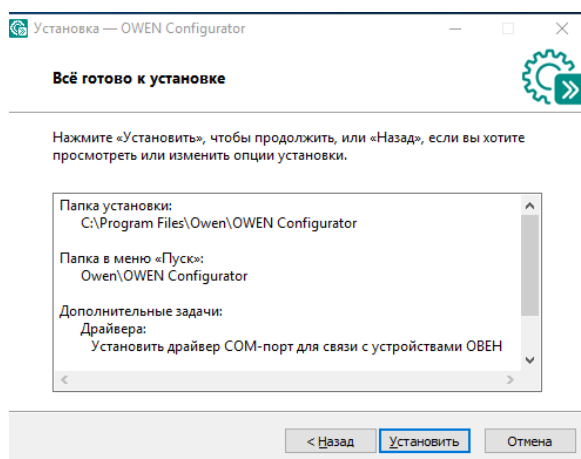 Установка — OWEN Configurator
Всё готово к установке
Нажмите «Установить», чтобы продолжить, или «Назад», если вы хотите
просмотреть или изменить опции установки.
Папка установки:
C:\Program Files\Owen\OWEN Configurator
Папка в меню «Пуск»:
Owen\OWEN Configurator
Дополнительные задачи:
Драйвера:
Установить драйвер COM-порт для связи с устройствами ОВЕН
< Назад
Установить
Отмена